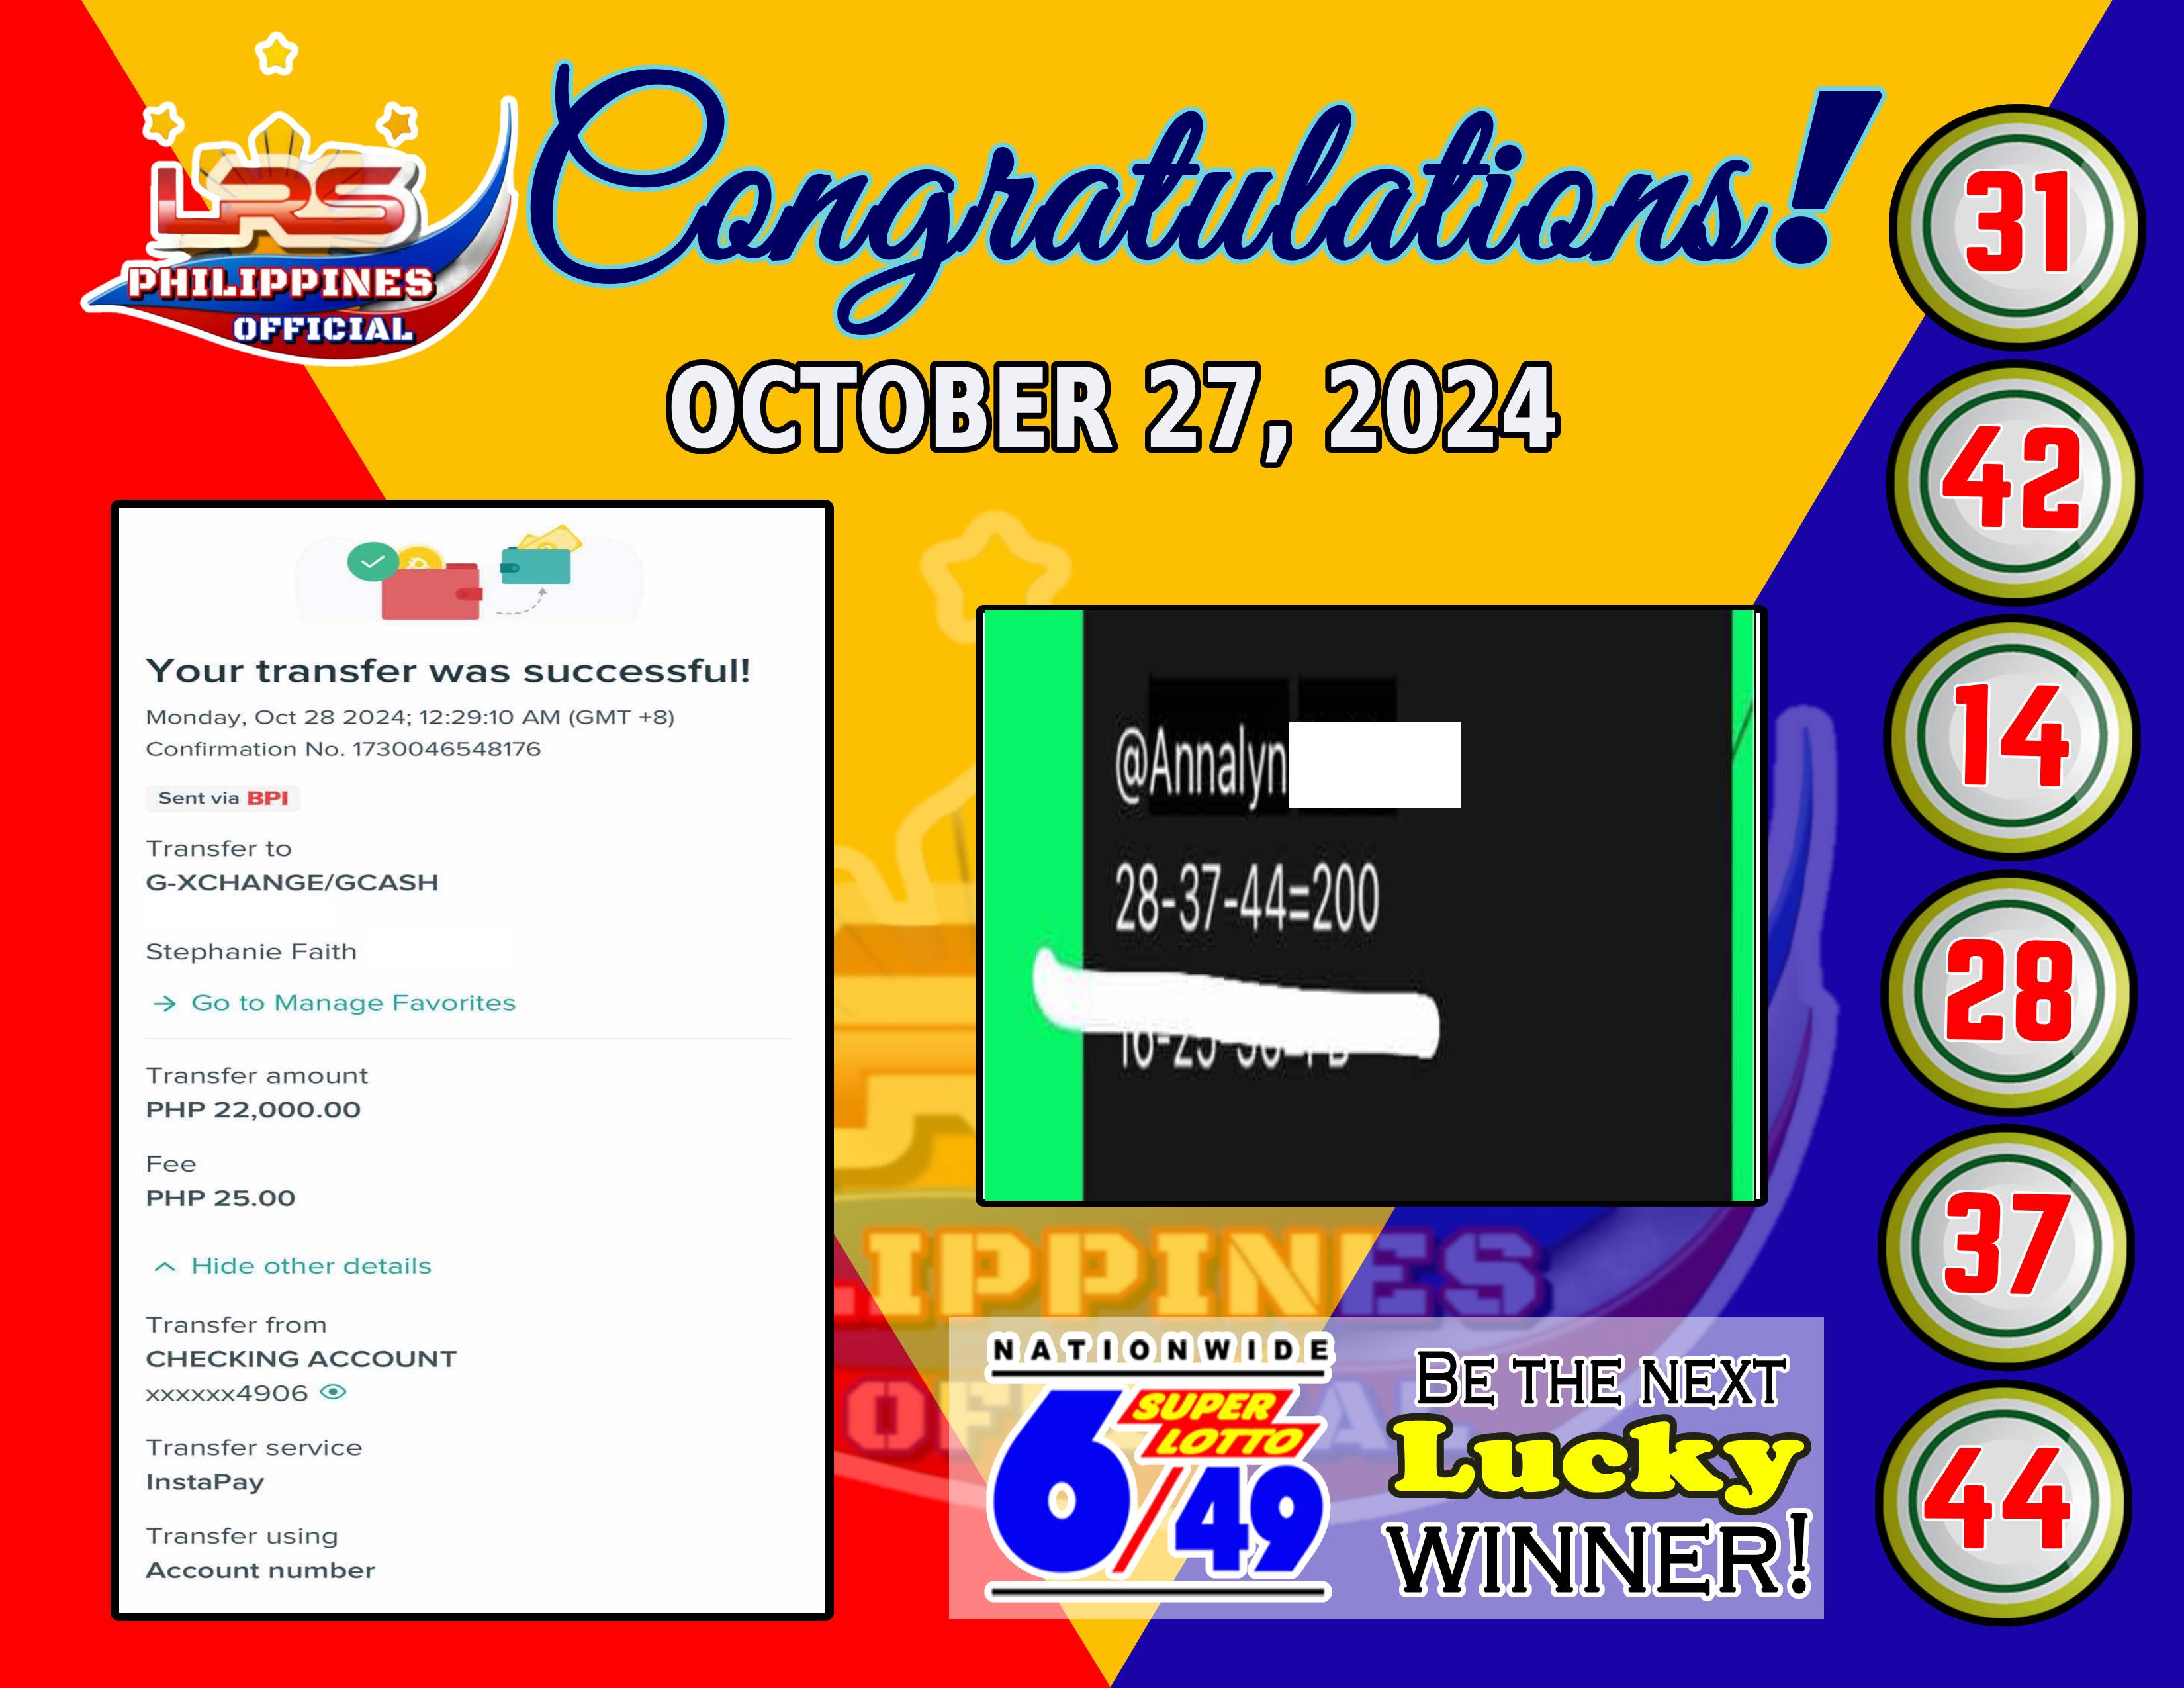 LRS
PHILIPPINES
OFFICIAL
Congratulations!
OCTOBER 27, 2024
Your transfer was successful!
Monday, Oct 28 2024; 12:29:10 AM (GMT +8)
Confirmation No. 1730046548176
Sent via BPI
Transfer to
G-XCHANGE/GCASH
Stephanie Faith
→ Go to Manage Favorites
Transfer amount
PHP 22,000.00
Fee
PHP 25.00
Hide other details
Transfer from
CHECKING ACCOUNT
xxxxxx4906
Transfer service
InstaPay
Transfer using
Account number
@Annalyn
28-37-44=200
NATIONWIDE
SUPER
LOTTO
6/49
BE THE NEXT
Lucky
WINNER!
31
42
14
28
37
44